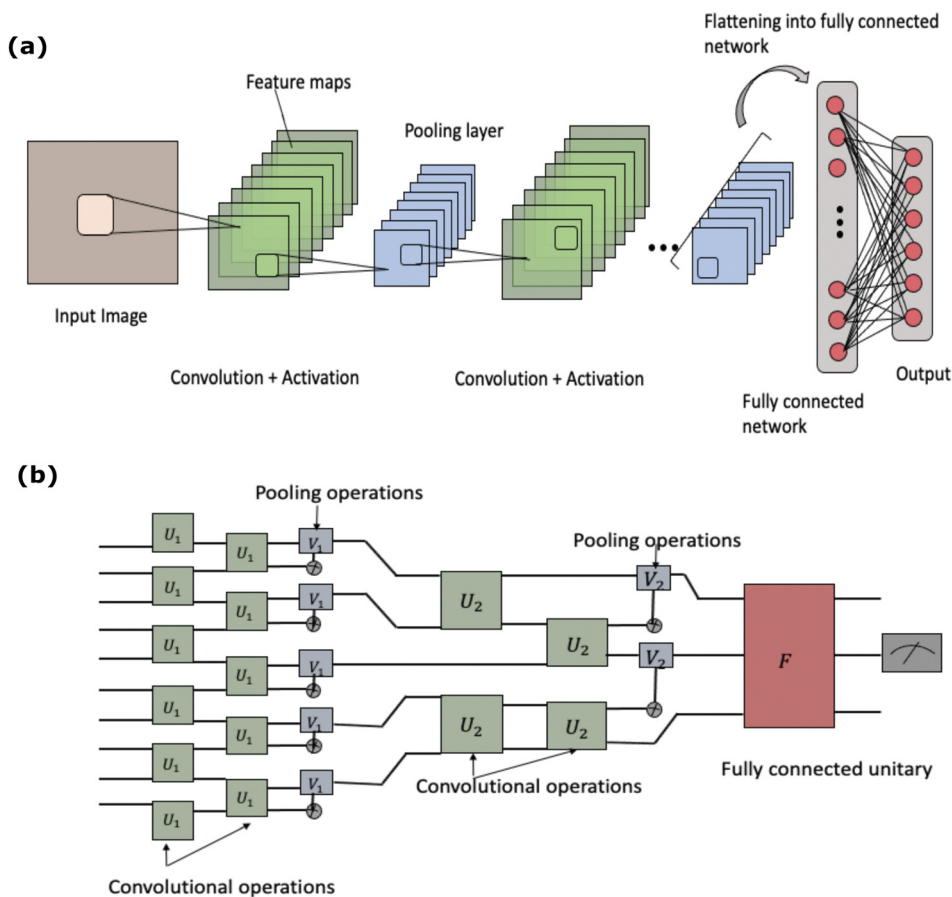 (a)
Flattening into fully connected
network
Feature maps
Pooling layer
Input Image
Convolution + Activation
Convolution + Activation
Output
Fully connected
network
(b)
Pooling operations
Pooling operations
U₁
U₁
V₁
U₁
V₂
U₂
U₁
V₁
U₁
U₂
V₂
F
U₁
V₁
U₁
U₁
V₁
U₂
U₂
U₁
Fully connected unitary
U₁
V₁
Convolutional operations
U₁
Convolutional operations